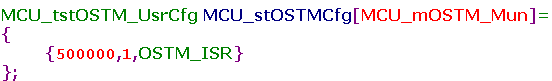 MCU_tstOSTM_UsrCfg MCU_stOSTMCfg[MCU_mOSTM_Mun]=
{
{500000,1,OSTM_ISR}
};